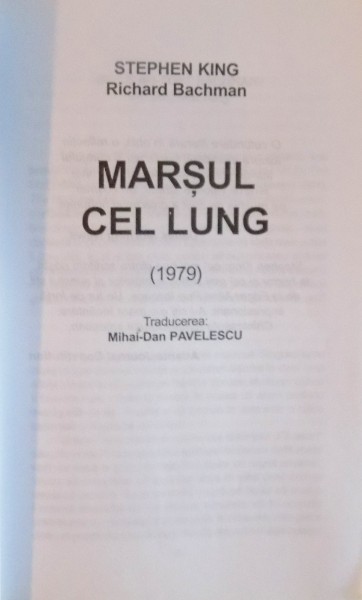 STEPHEN KING
Richard Bachman
MARȘUL
CEL LUNG
(1979)
Traducerea:
Mihai-Dan PAVELESCU